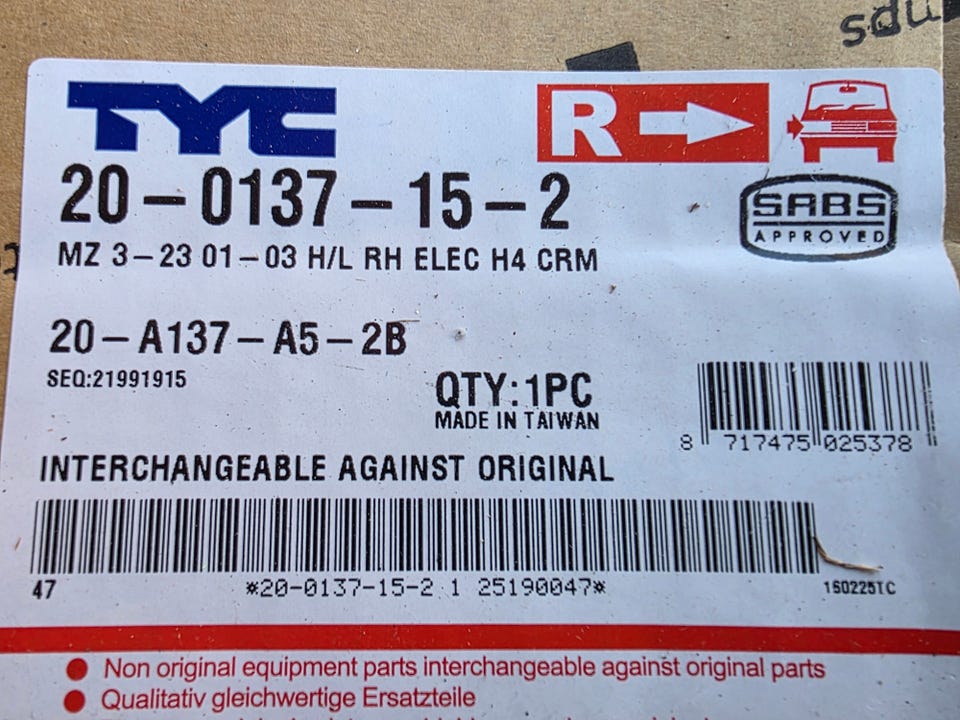 sdu
TYC
R
20-0137-15-2
SABS
APPROVED
MZ 3-23 01-03 H/L RH ELEC H4 CRM
20-A137-A5-2B
SEQ:21991915
QTY:1PC
MADE IN TAIWAN
8 717475 025378
INTERCHANGEABLE AGAINST ORIGINAL
47 *20-0137-15-2 1 25190047* 150225TC
Non original equipment parts interchangeable against original parts
Qualitativ gleichwertige Ersatzteile